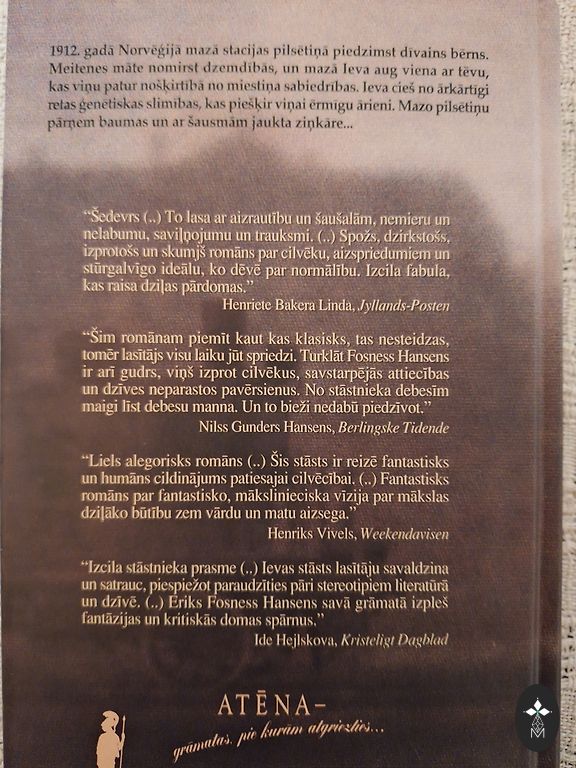 1912. gadā Norvēģijā mazā stacijas pilsētiņā piedzimst dīvains bērns.
Meitenes māte nomirst dzemdībās, un mazā Ieva aug viena ar tēvu,
kas viņu patur nošķirtībā no miestiņa sabiedrības. Ieva cieš no ārkārtīgi
retas ģenētiskas slimības, kas piešķir viņai ērmīgu ārieni. Mazo pilsētiņu
pārņem baumas un ar šausmām jaukta ziņkāre...
“Šedevrs (..) To lasa ar aizrautību un šaušalām, nemieru un
nelabumu, saviļņojumu un trauksmi. (..) Spožs, dzirkstošs,
izprotošs un skumjš romāns par cilvēku, aizspriedumiem un
stūrgalvīgo ideālu, ko dēvē par normālību. Izcila fabula,
kas raisa dziļas pārdomas.”
Henriete Bakera Linda, Jyllands-Posten
“Šim romānam piemīt kaut kas klasisks, tas nesteidzas,
tomēr lasītājs visu laiku jūt spriedzi. Turklāt Fosness Hansens
ir arī gudrs, viņš izprot cilvēkus, savstarpējās attiecības
un dzīves neparastos pavērsienus. No stāstnieka debesīm
maigi līst debesu manna. Un to bieži nedabū piedzīvot.”
Nilss Gunders Hansens, Berlingske Tidende
“Liels alegorisks romāns (..) Šis stāsts ir reizē fantastisks
un humāns cildinājums patiesajai cilvēcībai. (..) Fantastisks
romāns par fantastisko, mākslinieciska vīzija par mākslas
dziļāko būtību zem vārdu un matu aizsega.”
Henriks Vivels, Weekendavisen
“Izcila stāstnieka prasme (..) Ievas stāsts lasītāju savaldzina
un satrauc, piespiežot paraudzīties pāri stereotipiem literatūrā
un dzīvē. (..) Ēriks Fosness Hansens savā grāmatā izpleš
fantāzijas un kritiskās domas spārnus.”
Ide Hejlskova, Kristeligt Dagblad
ATĒNA–
grāmatas, pie kurām atgriezties...
M